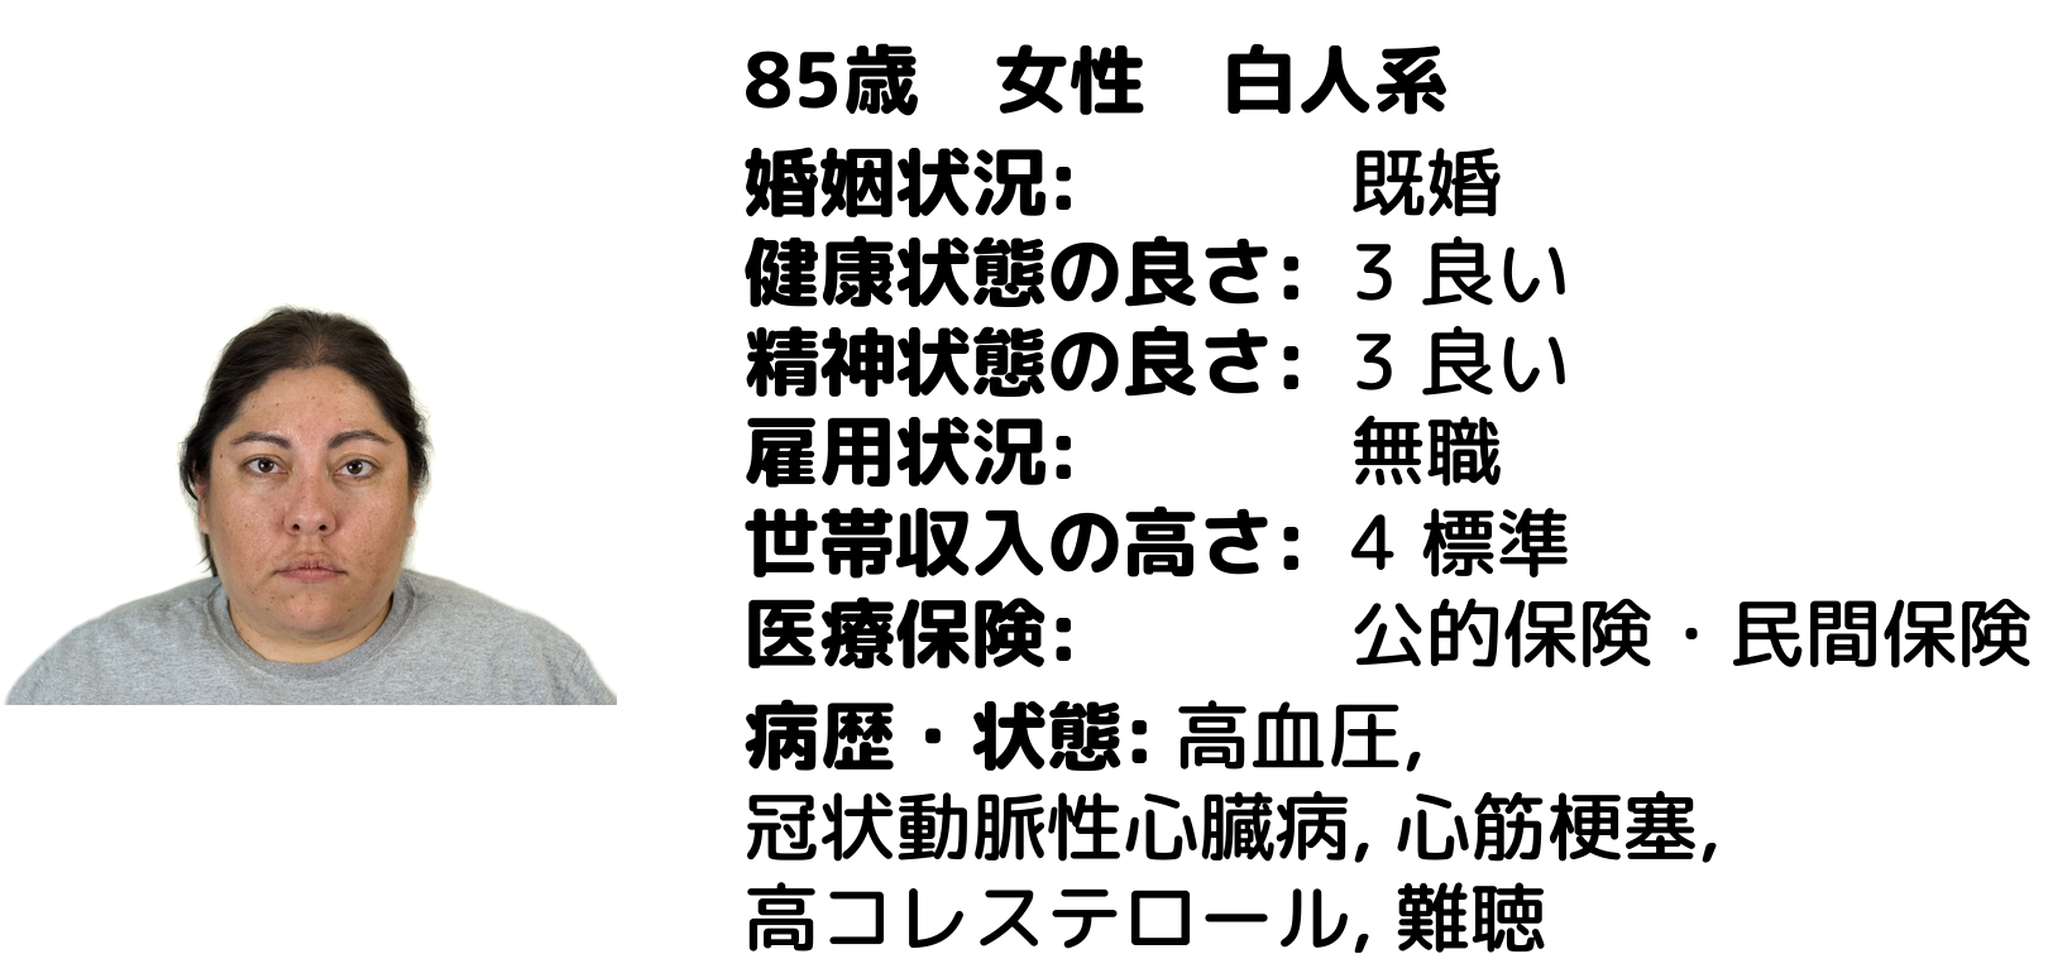 85歳　女性　白人系
婚姻状況: 既婚
健康状態の良さ: 3 良い
精神状態の良さ: 3 良い
雇用状況: 無職
世帯収入の高さ: 4 標準
医療保険: 公的保険・民間保険
病歴・状態: 高血圧,
冠状動脈性心臓病, 心筋梗塞,
高コレステロール, 難聴